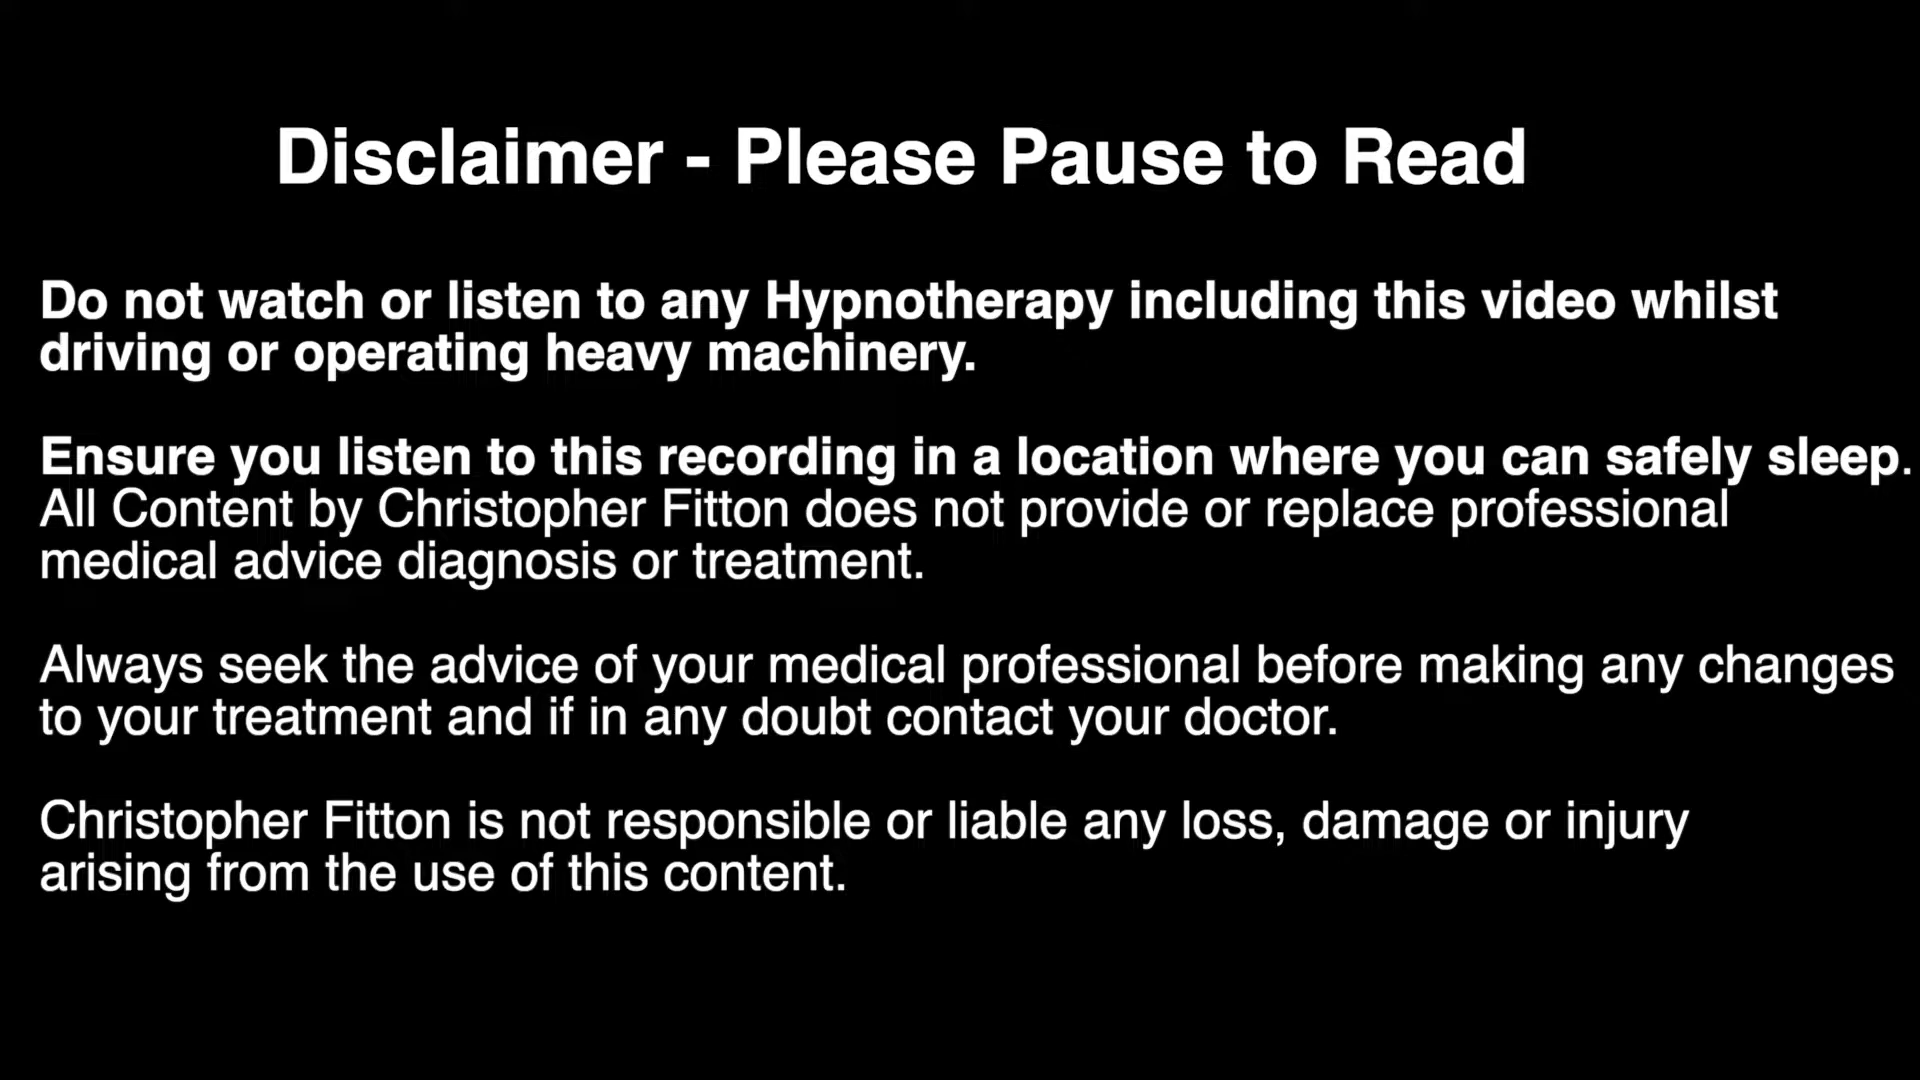 Disclaimer - Please Pause to Read
Do not watch or listen to any Hypnotherapy including this video whilst
driving or operating heavy machinery.
Ensure you listen to this recording in a location where you can safely sleep.
All Content by Christopher Fitton does not provide or replace professional
medical advice diagnosis or treatment.
Always seek the advice of your medical professional before making any changes
to your treatment and if in any doubt contact your doctor.
Christopher Fitton is not responsible or liable any loss, damage or injury
arising from the use of this content.